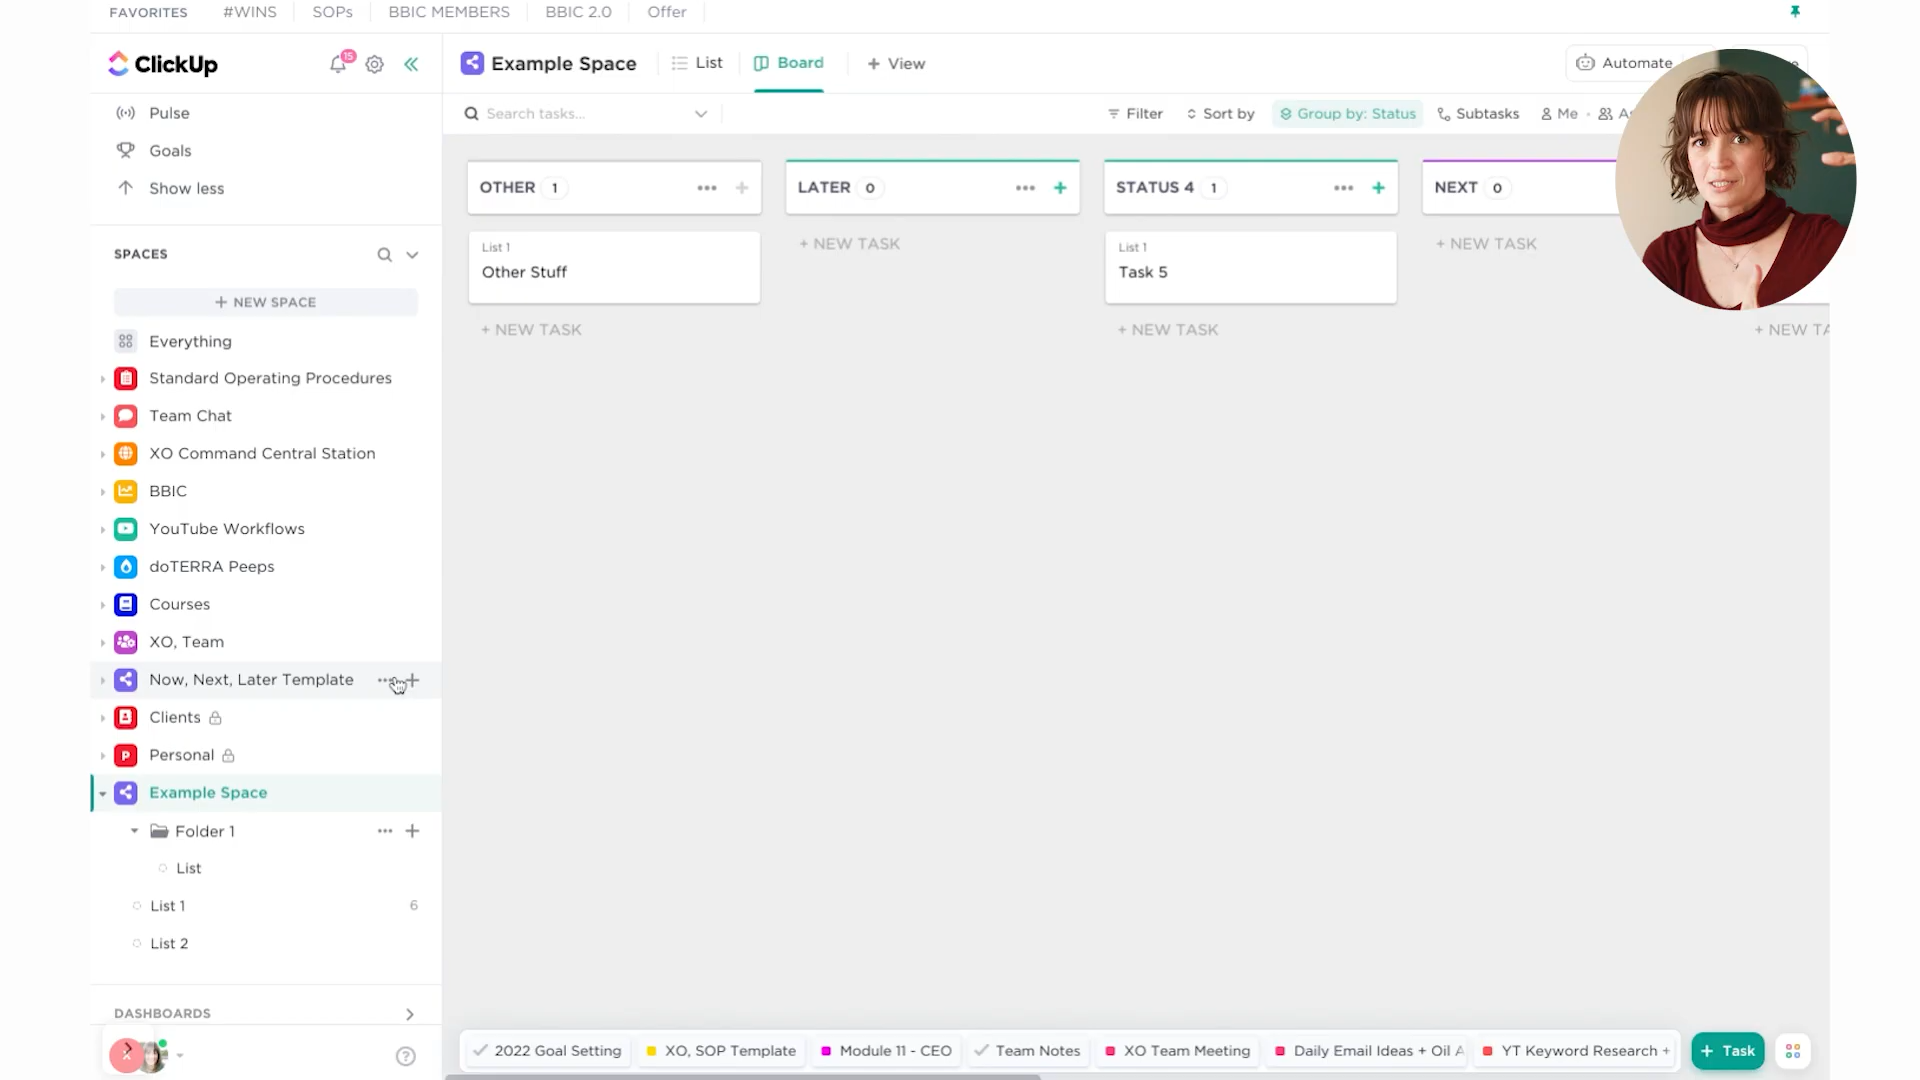 FAVORITES #WINS SOPs BBIC MEMBERS BBIC 2.0 Offer
ClickUp 15
Example Space List Board + View Automate
Search tasks... Filter Sort by Group by: Status Subtasks Me
Pulse
Goals
Show less
SPACES
+ NEW SPACE
Everything
Standard Operating Procedures
Team Chat
XO Command Central Station
BBIC
YouTube Workflows
doTERRA Peeps
Courses
XO, Team
Now, Next, Later Template
Clients
P Personal
Example Space
Folder 1
List
List 1 6
List 2
DASHBOARDS
OTHER 1
List 1
Other Stuff
+ NEW TASK
LATER 0
+ NEW TASK
STATUS 4 1
List 1
Task 5
+ NEW TASK
NEXT 0
+ NEW TASK
+ NEW TA
2022 Goal Setting XO, SOP Template Module 11 - CEO Team Notes XO Team Meeting Daily Email Ideas + Oil A YT Keyword Research + + Task